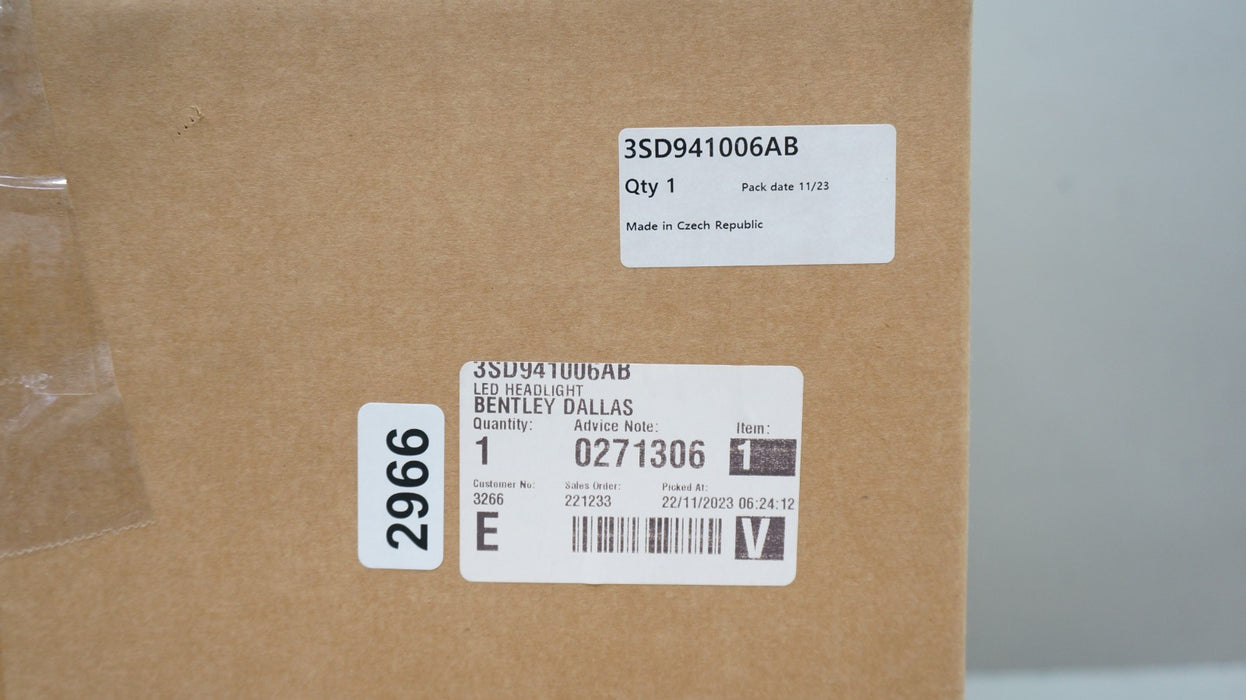 3SD941006AB
Qty 1 Pack date 11/23
Made in Czech Republic
3SD941006AB
LED HEADLIGHT
BENTLEY DALLAS
Quantity: Advice Note: Item:
1 0271306 1
Customer No: Sales Order: Picked At:
3266 221233 22/11/2023 06:24:12
E V
2966